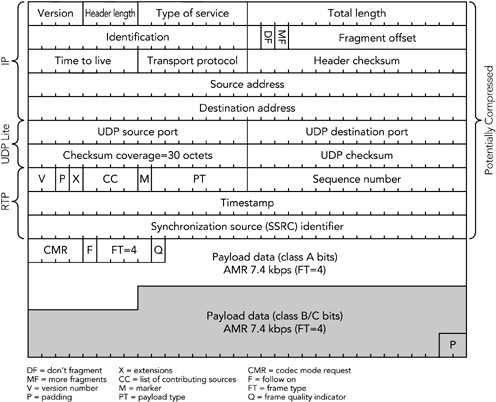 Version Header length Type of service Total length
Identification DF MF Fragment offset
IP
Time to live Transport protocol Header checksum
Source address
Destination address
UDP Lite
UDP source port UDP destination port
Checksum coverage=30 octets UDP checksum
RTP
V P X CC M PT Sequence number
Timestamp
Synchronization source (SSRC) identifier
Potentially Compressed
CMR F FT=4 Q Payload data (class A bits)
AMR 7.4 kbps (FT=4)
Payload data (class B/C bits)
AMR 7.4 kbps (FT=4)
P
DF = don't fragment X = extensions CMR = codec mode request
MF = more fragments CC = list of contributing sources F = follow on
V = version number M = marker FT = frame type
P = padding PT = payload type Q = frame quality indicator